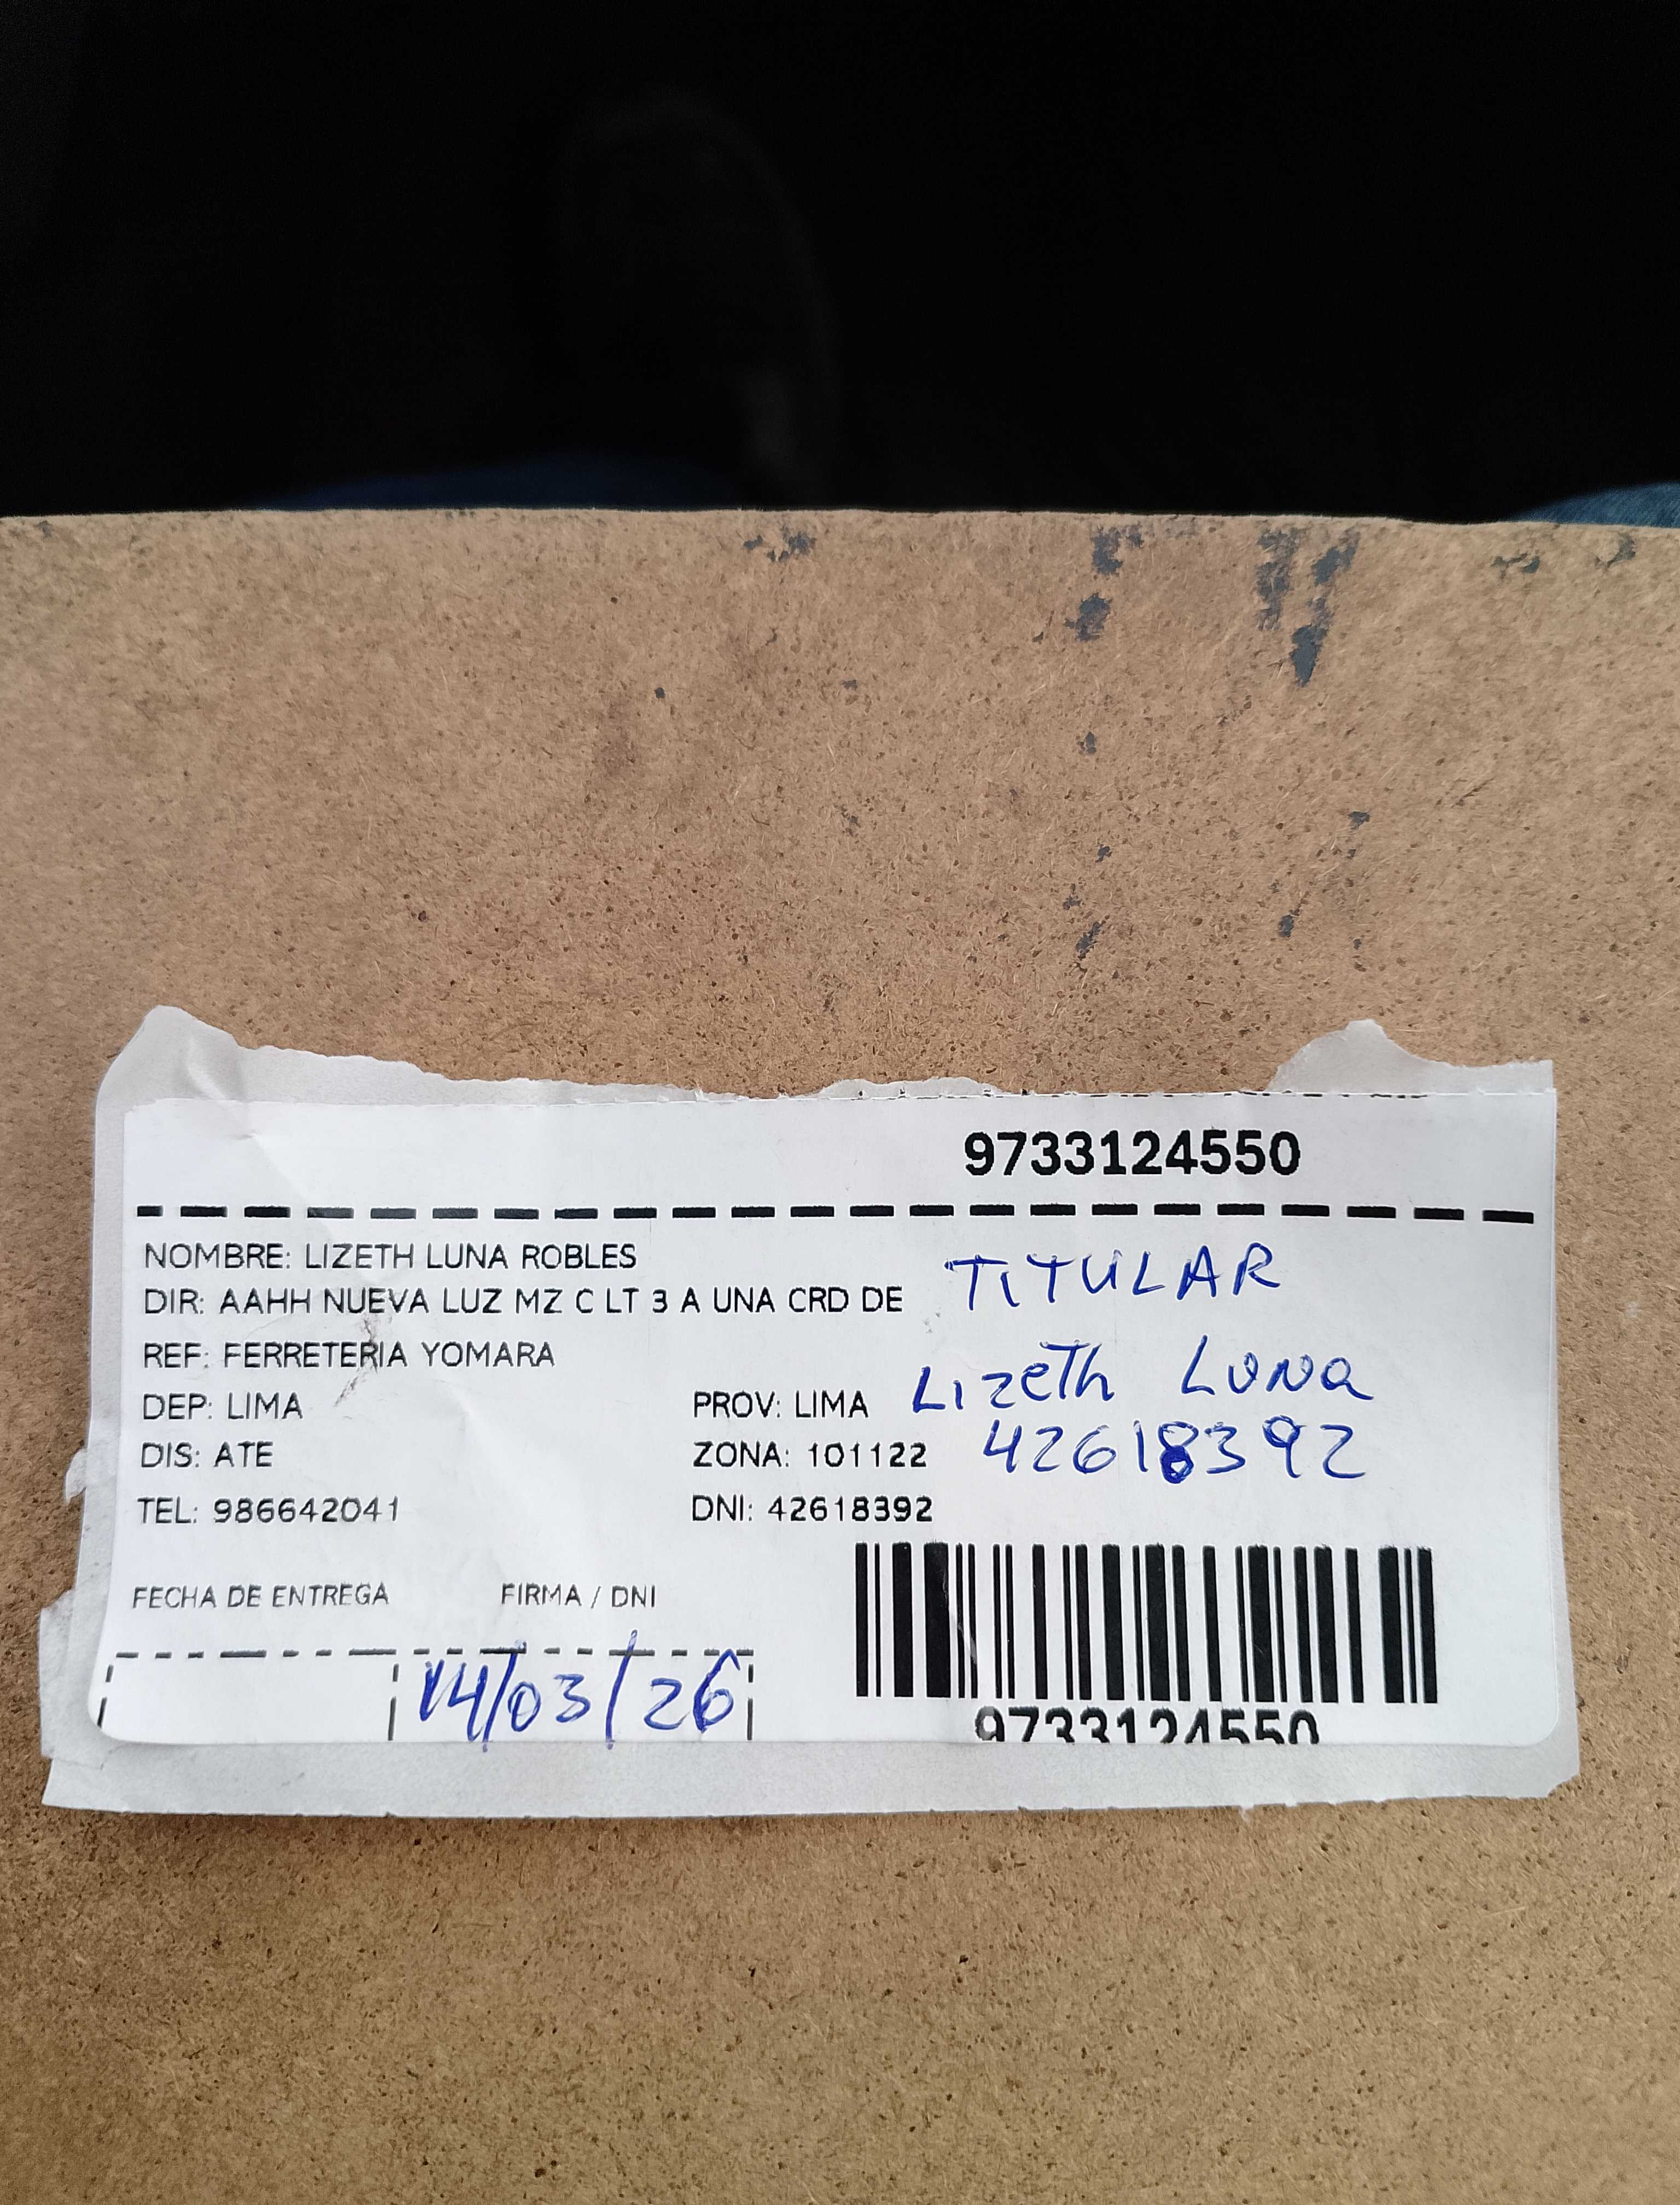 9733124550
NOMBRE: LIZETH LUNA ROBLES
TITULAR
DIR: AAHH NUEVA LUZ MZ C LT 3 A UNA CRD DE
REF: FERRETERIA YOMARA
Lizeth Luna
DEP: LIMA PROV: LIMA
42618392
DIS: ATE ZONA: 101122
TEL: 986642041 DNI: 42618392
FECHA DE ENTREGA FIRMA / DNI
14/03/26
9733124550